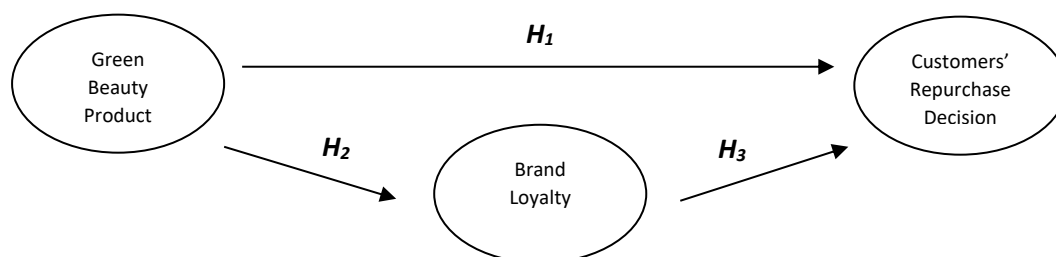 H₁
Green
Beauty
Product
Customers’
Repurchase
Decision
H₂
Brand
Loyalty
H₃